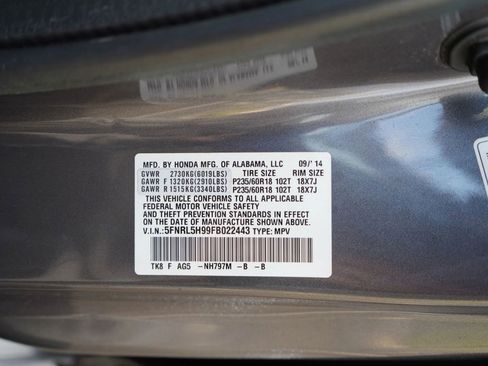 MFD. BY HONDA MFG. OF ALABAMA, LLC 09/'14
GVWR 2730KG(6019LBS) TIRE SIZE RIM SIZE
GAWR F 1320KG(2910LBS) P235/60R18 102T 18X7J
GAWR R 1515KG(3340LBS) P235/60R18 102T 18X7J
THIS VEHICLE CONFORMS TO ALL APPLICABLE
FEDERAL MOTOR VEHICLE SAFETY
AND THEFT PREVENTION STANDARDS IN EFFECT
ON THE DATE OF MANUFACTURE SHOWN ABOVE.
V.I.N.: 5FNRL5H99FB022443 TYPE: MPV
TK8 F AG5 -NH797M -B -B